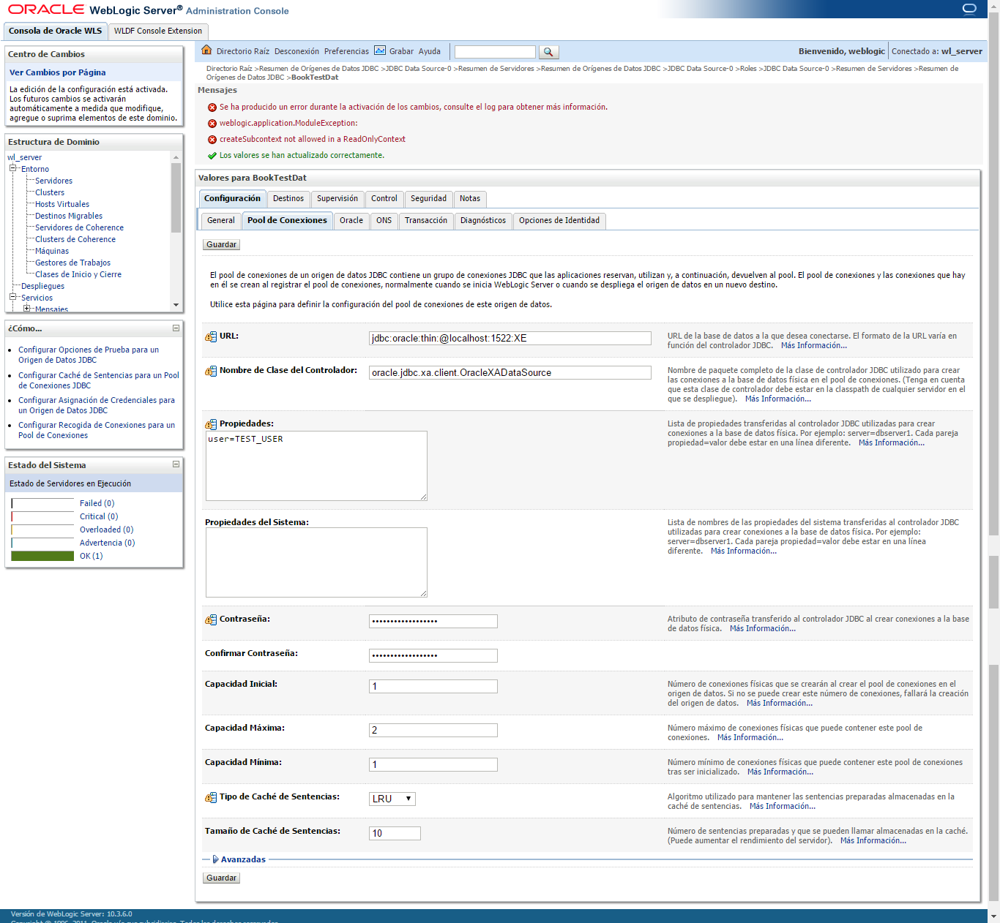 ORACLE WebLogic Server® Administration Console
Consola de Oracle WLS
WLDF Console Extension
Centro de Cambios
Ver Cambios por Página
La edición de la configuración está activada.
Los futuros cambios se activarán
automáticamente a medida que modifique,
agregue o suprima elementos de este dominio.
Estructura de Dominio
wl_server
Entorno
Servidores
Clusters
Hosts Virtuales
Destinos Migrables
Servidores de Coherence
Clusters de Coherence
Máquinas
Gestores de Trabajos
Clases de Inicio y Cierre
Despliegues
Servicios
Mensajes
¿Cómo...
Configurar Opciones de Prueba para un
Origen de Datos JDBC
Configurar Caché de Sentencias para un Pool
de Conexiones JDBC
Configurar Asignación de Credenciales para
un Origen de Datos JDBC
Configurar Recogida de Conexiones para un
Pool de Conexiones
Estado del Sistema
Estado de Servidores en Ejecución
Failed (0)
Critical (0)
Overloaded (0)
Advertencia (0)
OK (1)
Directorio Raíz Desconexión Preferencias Grabar Ayuda
Bienvenido, weblogic Conectado a: wl_server
Directorio Raíz >Resumen de Orígenes de Datos JDBC >JDBC Data Source-0 >Resumen de Servidores >Resumen de Orígenes de Datos JDBC >JDBC Data Source-0 >Roles >JDBC Data Source-0 >Resumen de Servidores >Resumen de
Orígenes de Datos JDBC >BookTestDat
Mensajes
Se ha producido un error durante la activación de los cambios, consulte el log para obtener más información.
weblogic.application.ModuleException:
createSubcontext not allowed in a ReadOnlyContext
Los valores se han actualizado correctamente.
Valores para BookTestDat
Configuración Destinos Supervisión Control Seguridad Notas
General Pool de Conexiones Oracle ONS Transacción Diagnósticos Opciones de Identidad
Guardar
El pool de conexiones de un origen de datos JDBC contiene un grupo de conexiones JDBC que las aplicaciones reservan, utilizan y, a continuación, devuelven al pool. El pool de conexiones y las conexiones que hay
en él se crean al registrar el pool de conexiones, normalmente cuando se inicia WebLogic Server o cuando se despliega el origen de datos en un nuevo destino.
Utilice esta página para definir la configuración del pool de conexiones de este origen de datos.
URL:
jdbc:oracle:thin:@localhost:1522:XE
URL de la base de datos a la que desea conectarse. El formato de la URL varía en
función del controlador JDBC. Más Información...
Nombre de Clase del Controlador:
oracle.jdbc.xa.client.OracleXADataSource
Nombre de paquete completo de la clase de controlador JDBC utilizado para crear
las conexiones a la base de datos física en el pool de conexiones. (Tenga en cuenta
que esta clase de controlador debe estar en la classpath de cualquier servidor en el
que se despliegue). Más Información...
Propiedades:
user=TEST_USER
Lista de propiedades transferidas al controlador JDBC utilizadas para crear
conexiones a la base de datos física. Por ejemplo: server=dbserver1. Cada pareja
propiedad=valor debe estar en una línea diferente. Más Información...
Propiedades del Sistema:
Lista de nombres de las propiedades del sistema transferidas al controlador JDBC
utilizadas para crear conexiones a la base de datos física. Por ejemplo:
server=dbserver1. Cada pareja propiedad=valor debe estar en una línea
diferente. Más Información...
Contraseña:
••••••••••••••••••
Atributo de contraseña transferido al controlador JDBC al crear conexiones a la base
de datos física. Más Información...
Confirmar Contraseña:
••••••••••••••••••
Capacidad Inicial:
1
Número de conexiones físicas que se crearán al crear el pool de conexiones en el
origen de datos. Si no se puede crear este número de conexiones, fallará la creación
del origen de datos. Más Información...
Capacidad Máxima:
2
Número máximo de conexiones físicas que puede contener este pool de
conexiones. Más Información...
Capacidad Mínima:
1
Número mínimo de conexiones físicas que puede contener este pool de conexiones
tras ser inicializado. Más Información...
Tipo de Caché de Sentencias:
LRU
Algoritmo utilizado para mantener las sentencias preparadas almacenadas en la
caché de sentencias. Más Información...
Tamaño de Caché de Sentencias:
10
Número de sentencias preparadas y que se pueden llamar almacenadas en la caché.
(Puede aumentar el rendimiento del servidor). Más Información...
Avanzadas
Guardar
Versión de WebLogic Server: 10.3.6.0